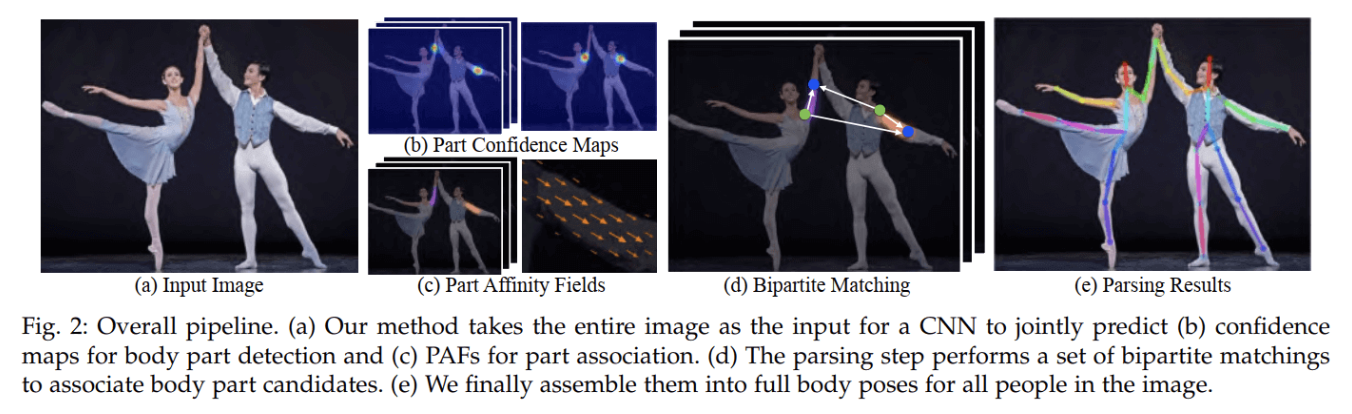 (b) Part Confidence Maps
(a) Input Image
(c) Part Affinity Fields
(d) Bipartite Matching
(e) Parsing Results
Fig. 2: Overall pipeline. (a) Our method takes the entire image as the input for a CNN to jointly predict (b) confidence
maps for body part detection and (c) PAFs for part association. (d) The parsing step performs a set of bipartite matchings
to associate body part candidates. (e) We finally assemble them into full body poses for all people in the image.